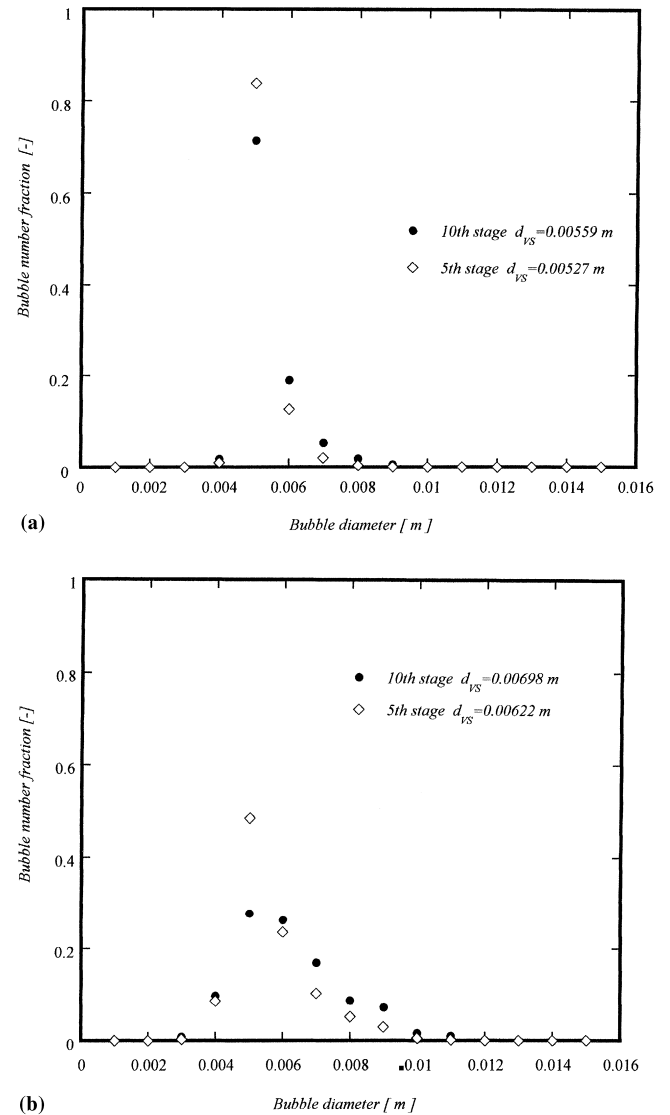 1
0.8
0.6
0.4
0.2
0
Bubble number fraction [-]
10th stage d_VS=0.00559 m
5th stage d_VS=0.00527 m
0 0.002 0.004 0.006 0.008 0.01 0.012 0.014 0.016
(a)
Bubble diameter [ m ]
1
0.8
0.6
0.4
0.2
0
Bubble number fraction [-]
10th stage d_VS=0.00698 m
5th stage d_VS=0.00622 m
0 0.002 0.004 0.006 0.008 0.01 0.012 0.014 0.016
(b)
Bubble diameter [ m ]